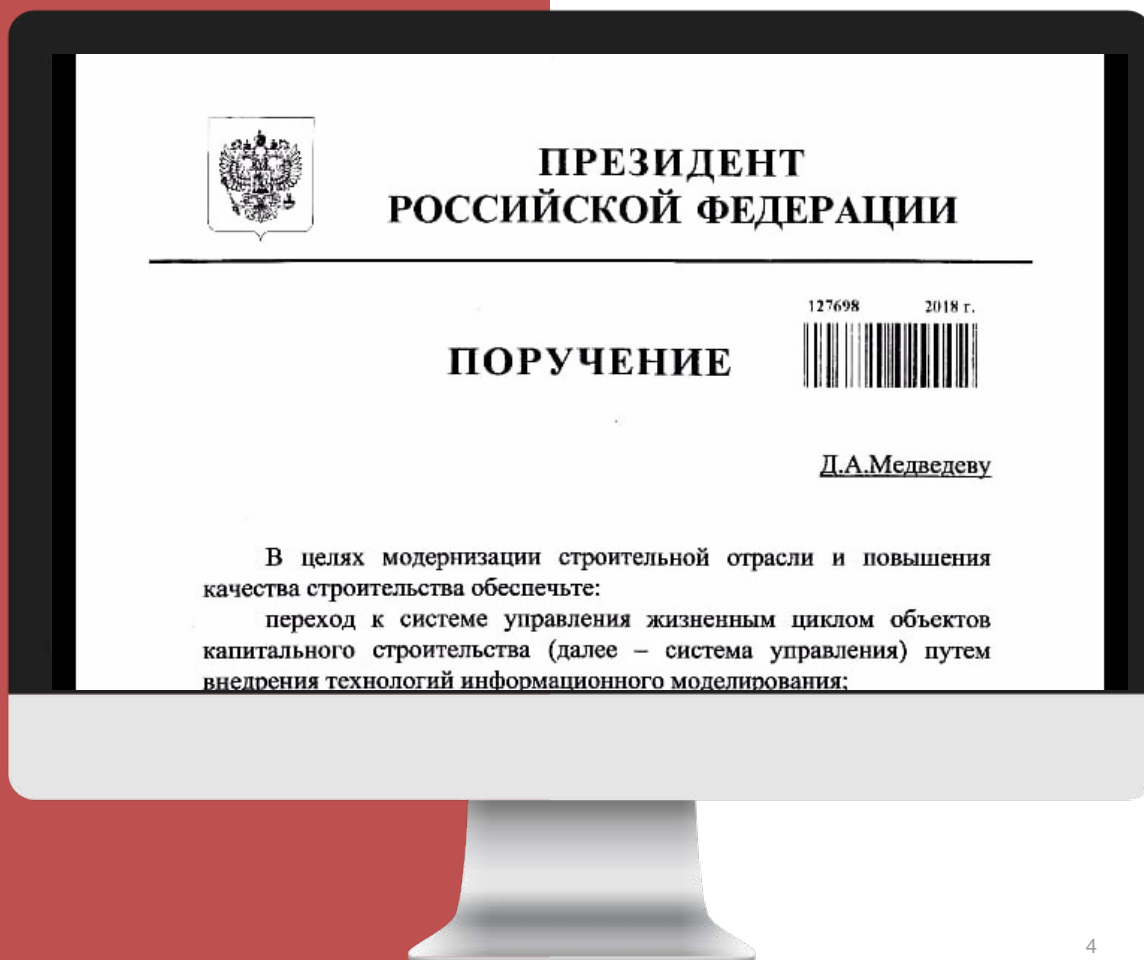 ПРЕЗИДЕНТ
РОССИЙСКОЙ ФЕДЕРАЦИИ
127698 2018 г.
ПОРУЧЕНИЕ
Д.А.Медведеву
В целях модернизации строительной отрасли и повышения
качества строительства обеспечьте:
переход к системе управления жизненным циклом объектов
капитального строительства (далее – система управления) путем
внедрения технологий информационного моделирования;
4